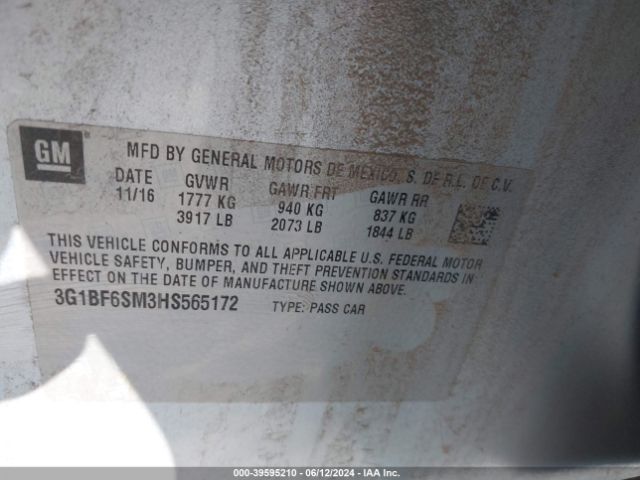 GM
MFD BY GENERAL MOTORS DE MEXICO, S. DE R.L. DE C.V.
DATE GVWR GAWR FRT GAWR RR
11/16 1777 KG 940 KG 837 KG
3917 LB 2073 LB 1844 LB
THIS VEHICLE CONFORMS TO ALL APPLICABLE U.S. FEDERAL MOTOR
VEHICLE SAFETY, BUMPER, AND THEFT PREVENTION STANDARDS IN
EFFECT ON THE DATE OF MANUFACTURE SHOWN ABOVE.
3G1BF6SM3HS565172 TYPE: PASS CAR
000-39595210 - 06/12/2024 - IAA Inc.